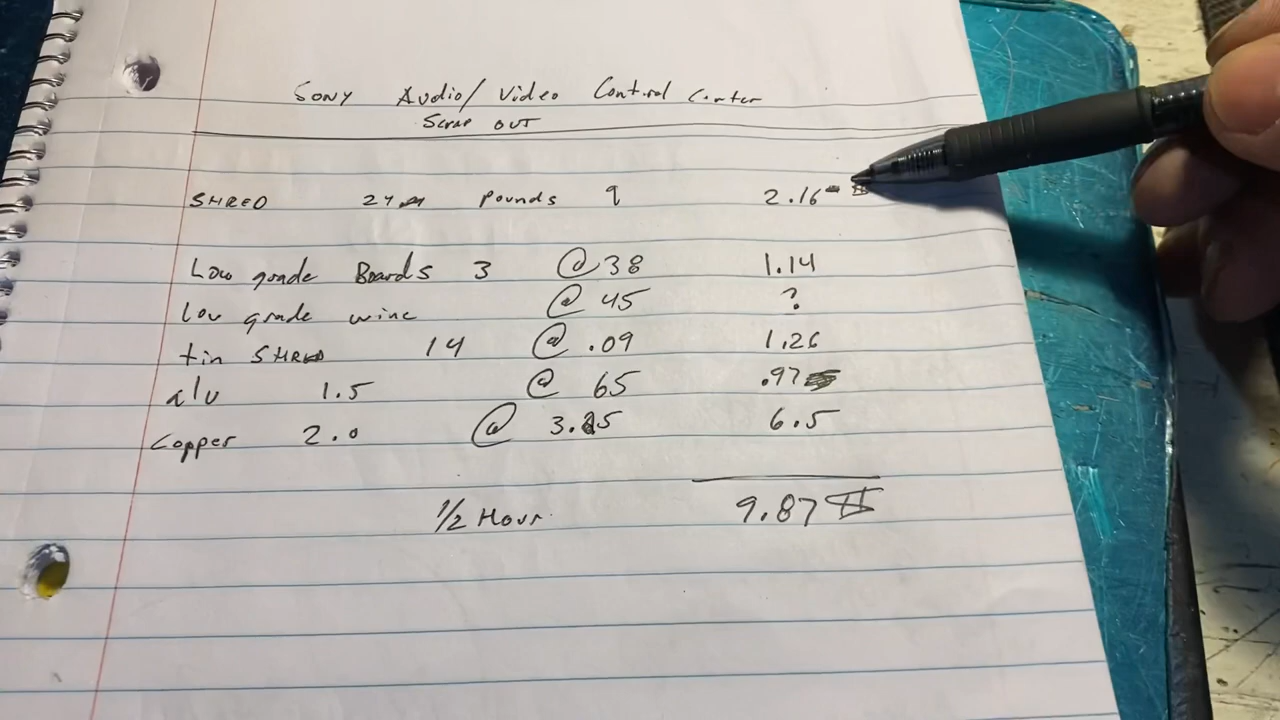 Sony Audio/Video Control Center
Scrap out
SHRED 24 pounds 9 2.16
Low grade Boards 3 @ 38 1.14
Low grade wire @ 45 ?
tin SHRED 14 @ .09 1.26
alu 1.5 @ 65 .97
Copper 2.0 @ 3.25 6.5
1/2 Hour 9.87